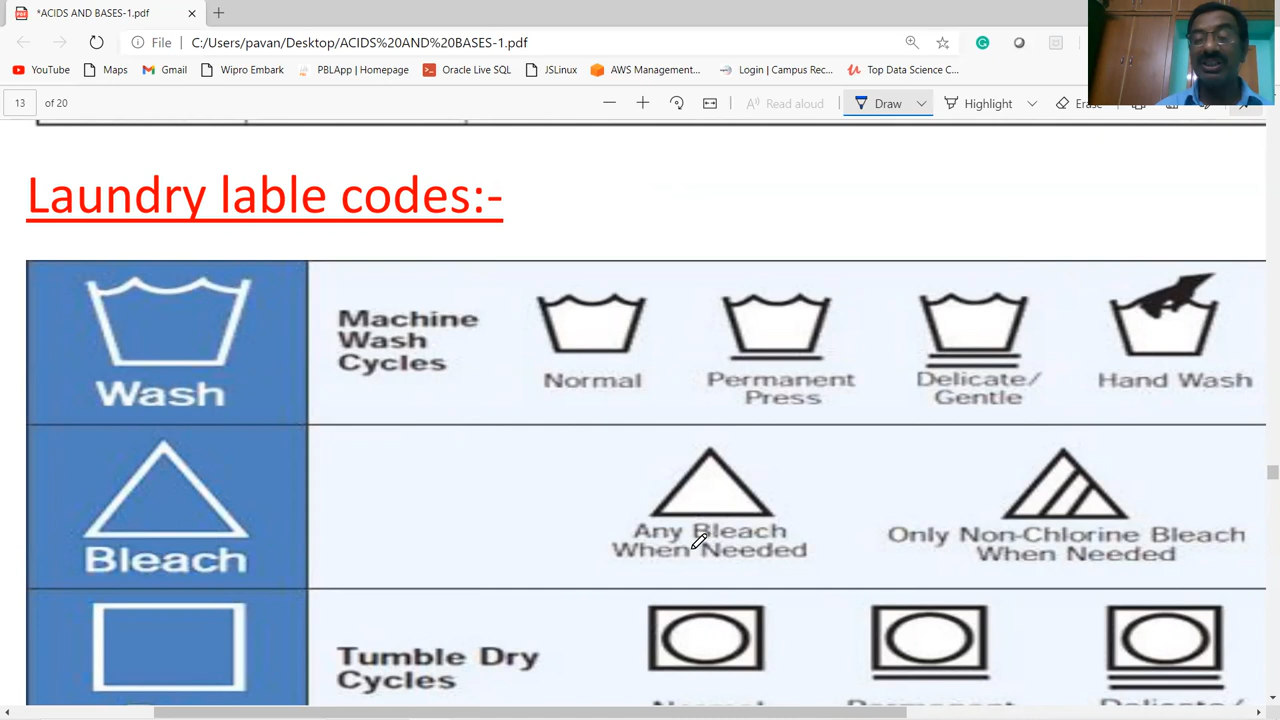 *ACIDS AND BASES-1.pdf
File C:/Users/pavan/Desktop/ACIDS%20AND%20BASES-1.pdf
YouTube Maps Gmail Wipro Embark PBLApp | Homepage Oracle Live SQL JSLinux AWS Management... Login | Campus Rec... Top Data Science C...
13 of 20 Read aloud Draw Highlight
Laundry lable codes:-
Wash
Machine
Wash
Cycles
Normal
Permanent
Press
Delicate/
Gentle
Hand Wash
Bleach
Any Bleach
When Needed
Only Non-Chlorine Bleach
When Needed
Tumble Dry
Cycles